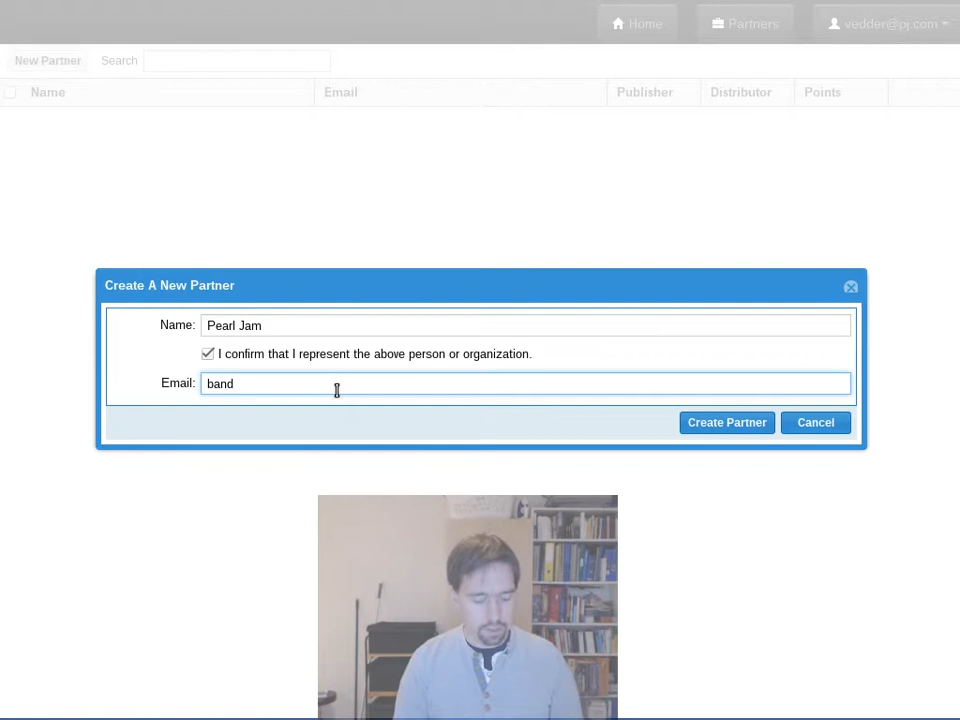 Home Partners vedder@pj.com
New Partner Search
Name Email Publisher Distributor Points
Create A New Partner
Name: Pearl Jam
I confirm that I represent the above person or organization.
Email: band
Create Partner Cancel